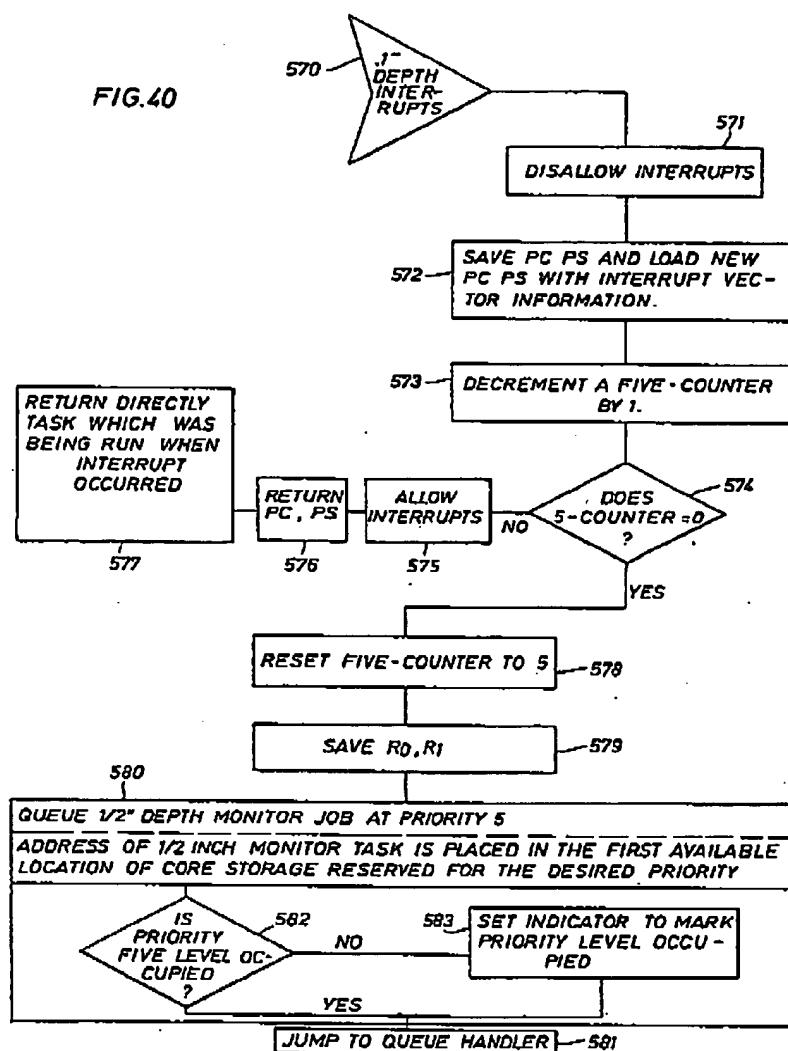 FIG.40
570
.1"
DEPTH
INTER-
RUPTS
571
DISALLOW INTERRUPTS
572
SAVE PC PS AND LOAD NEW
PC PS WITH INTERRUPT VEC-
TOR INFORMATION.
573
DECREMENT A FIVE-COUNTER
BY 1.
574
DOES
5-COUNTER=0
?
NO
YES
ALLOW
INTERRUPTS
575
RETURN
PC, PS
576
RETURN DIRECTLY
TASK WHICH WAS
BEING RUN WHEN
INTERRUPT
OCCURRED
577
RESET FIVE-COUNTER TO 5
578
SAVE R0,R1
579
580
QUEUE 1/2" DEPTH MONITOR JOB AT PRIORITY 5
ADDRESS OF 1/2 INCH MONITOR TASK IS PLACED IN THE FIRST AVAILABLE
LOCATION OF CORE STORAGE RESERVED FOR THE DESIRED PRIORITY
582
IS
PRIORITY
FIVE LEVEL OC-
CUPIED
?
NO
YES
583
SET INDICATOR TO MARK
PRIORITY LEVEL OCCU-
PIED
JUMP TO QUEUE HANDLER
581